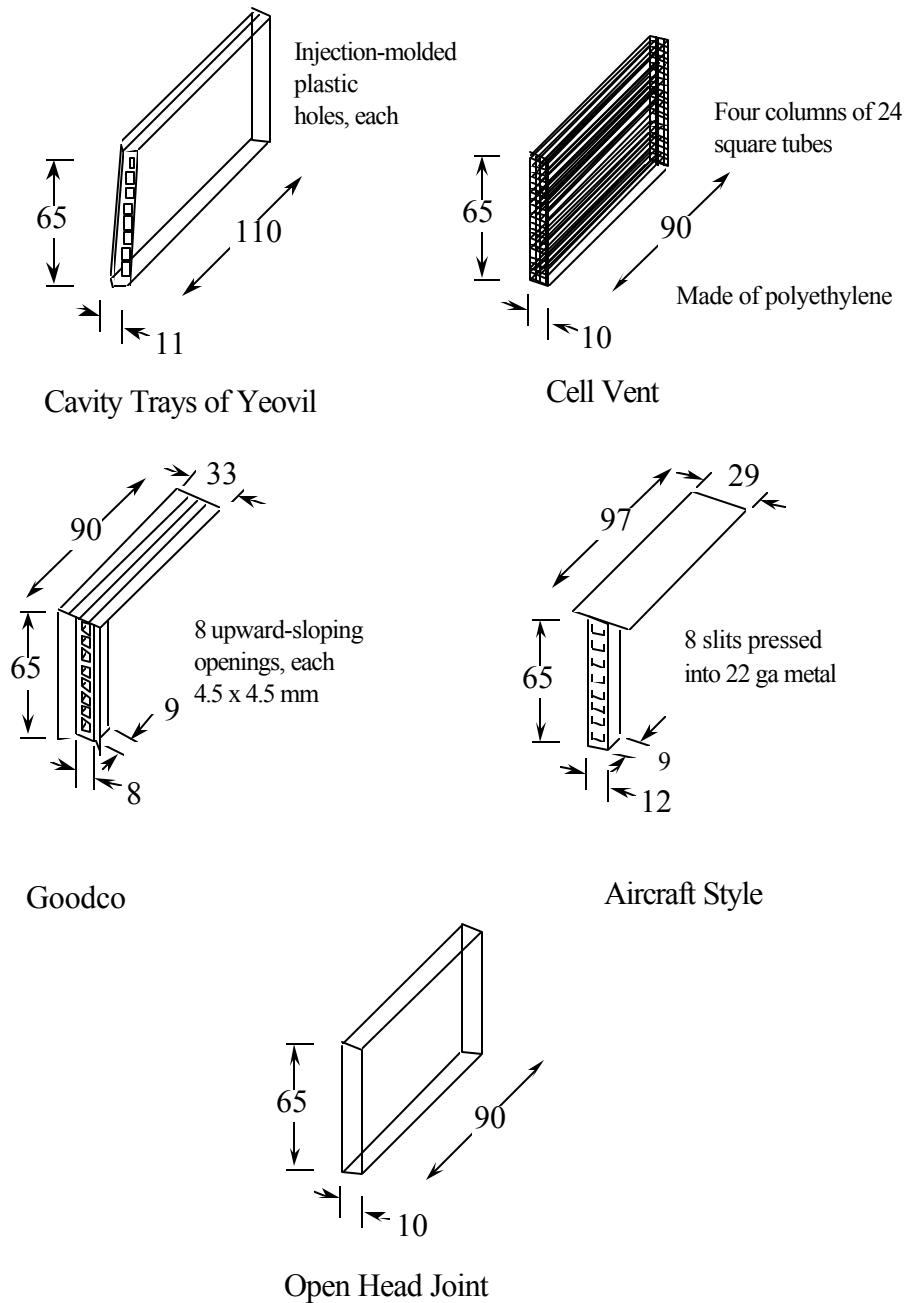 Injection-molded
plastic
holes, each
65
110
11
Cavity Trays of Yeovil
Four columns of 24
square tubes
65
90
Made of polyethylene
10
Cell Vent
33
90
65
8 upward-sloping
openings, each
4.5 x 4.5 mm
9
8
Goodco
29
97
65
8 slits pressed
into 22 ga metal
9
12
Aircraft Style
65
90
10
Open Head Joint